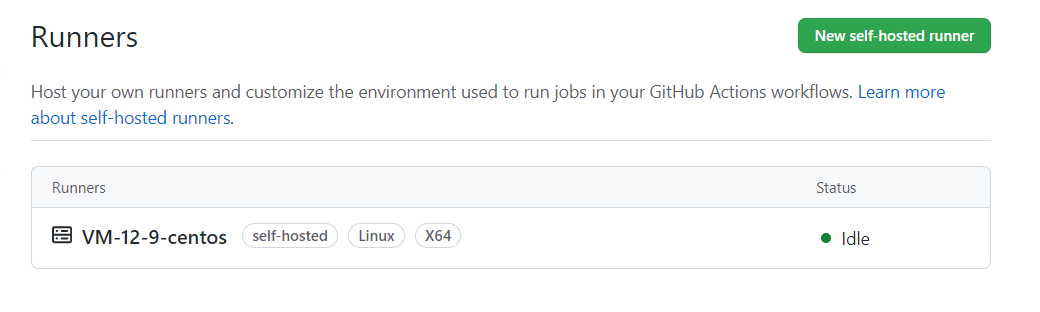 Runners
New self-hosted runner
Host your own runners and customize the environment used to run jobs in your GitHub Actions workflows. Learn more
about self-hosted runners.
Runners Status
VM-12-9-centos self-hosted Linux X64 Idle